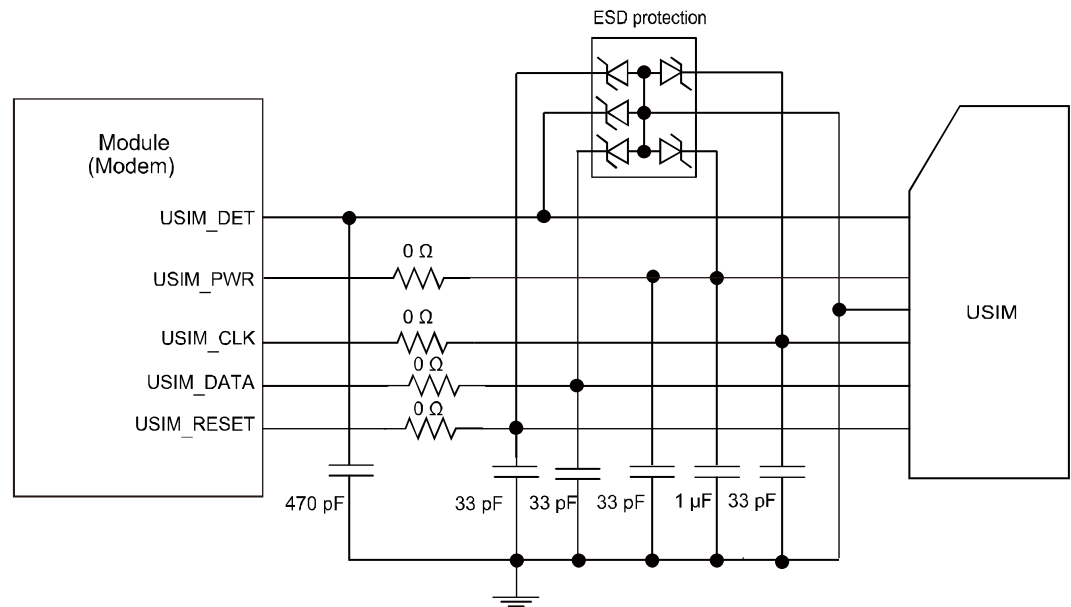 ESD protection
Module
(Modem)
USIM_DET
0 Ω
USIM_PWR
0 Ω
USIM_CLK
USIM
0 Ω
USIM_DATA
0 Ω
USIM_RESET
470 pF
33 pF
33 pF
33 pF
1 µF
33 pF